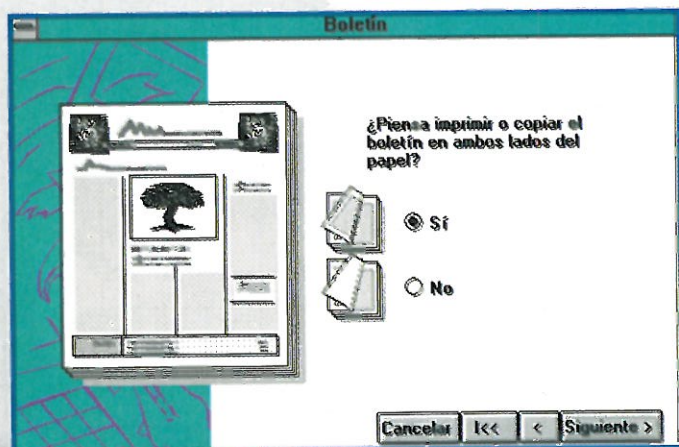 Boletín
¿Piensa imprimir o copiar el
boletín en ambos lados del
papel?
Sí
No
Cancelar |<< < Siguiente >